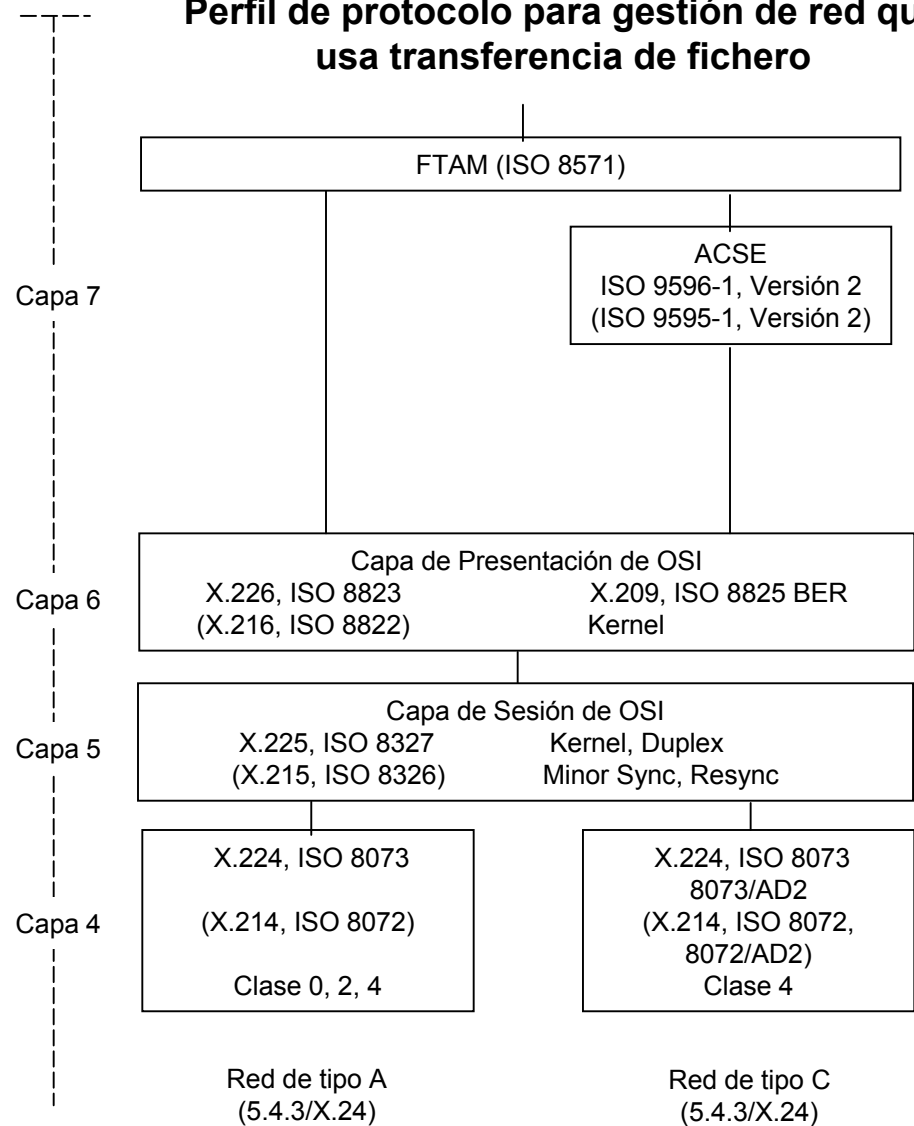 Perfil de protocolo para gestión de red qu
usa transferencia de fichero
FTAM (ISO 8571)
Capa 7
ACSE
ISO 9596-1, Versión 2
(ISO 9595-1, Versión 2)
Capa 6
Capa de Presentación de OSI
X.226, ISO 8823 X.209, ISO 8825 BER
(X.216, ISO 8822) Kernel
Capa 5
Capa de Sesión de OSI
X.225, ISO 8327 Kernel, Duplex
(X.215, ISO 8326) Minor Sync, Resync
Capa 4
X.224, ISO 8073
(X.214, ISO 8072)
Clase 0, 2, 4
X.224, ISO 8073
8073/AD2
(X.214, ISO 8072,
8072/AD2)
Clase 4
Red de tipo A
(5.4.3/X.24)
Red de tipo C
(5.4.3/X.24)